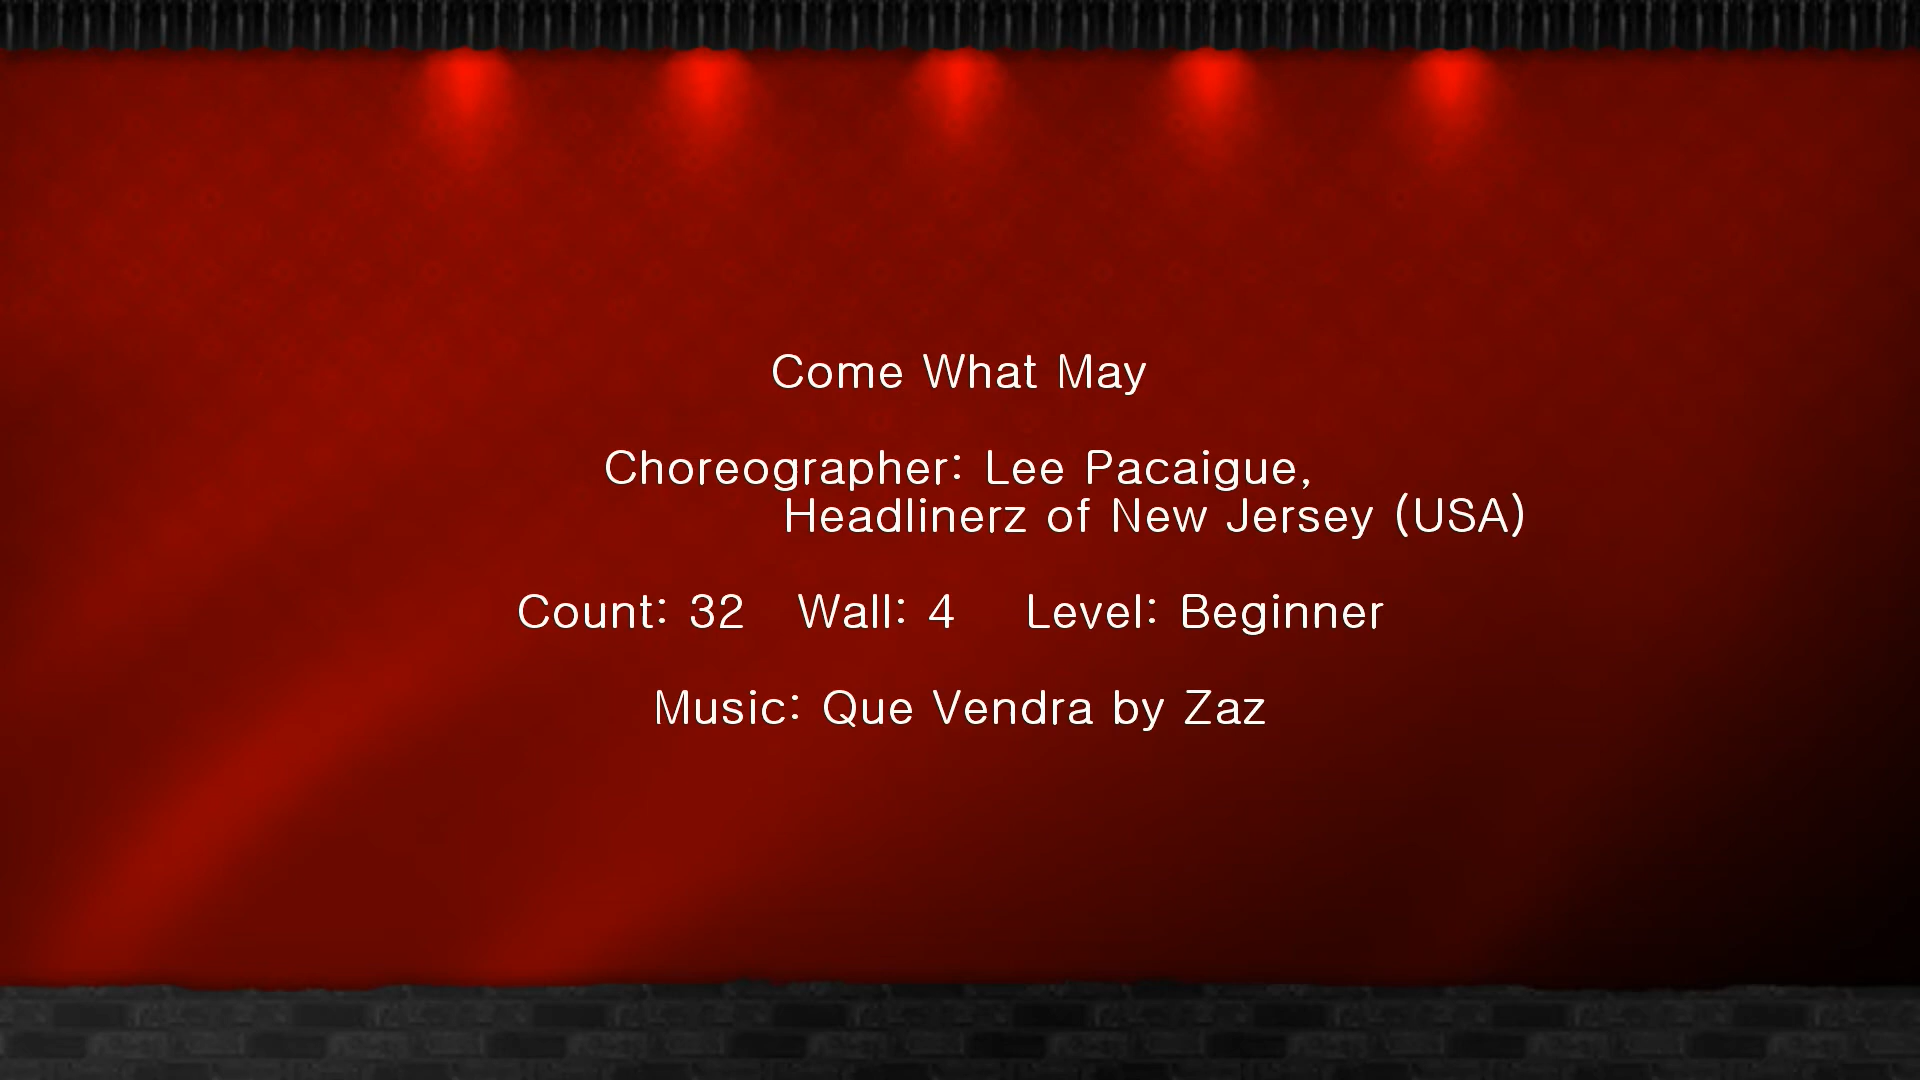 Come What May
Choreographer: Lee Pacaigue,
Headlinerz of New Jersey (USA)
Count: 32 Wall: 4 Level: Beginner
Music: Que Vendra by Zaz